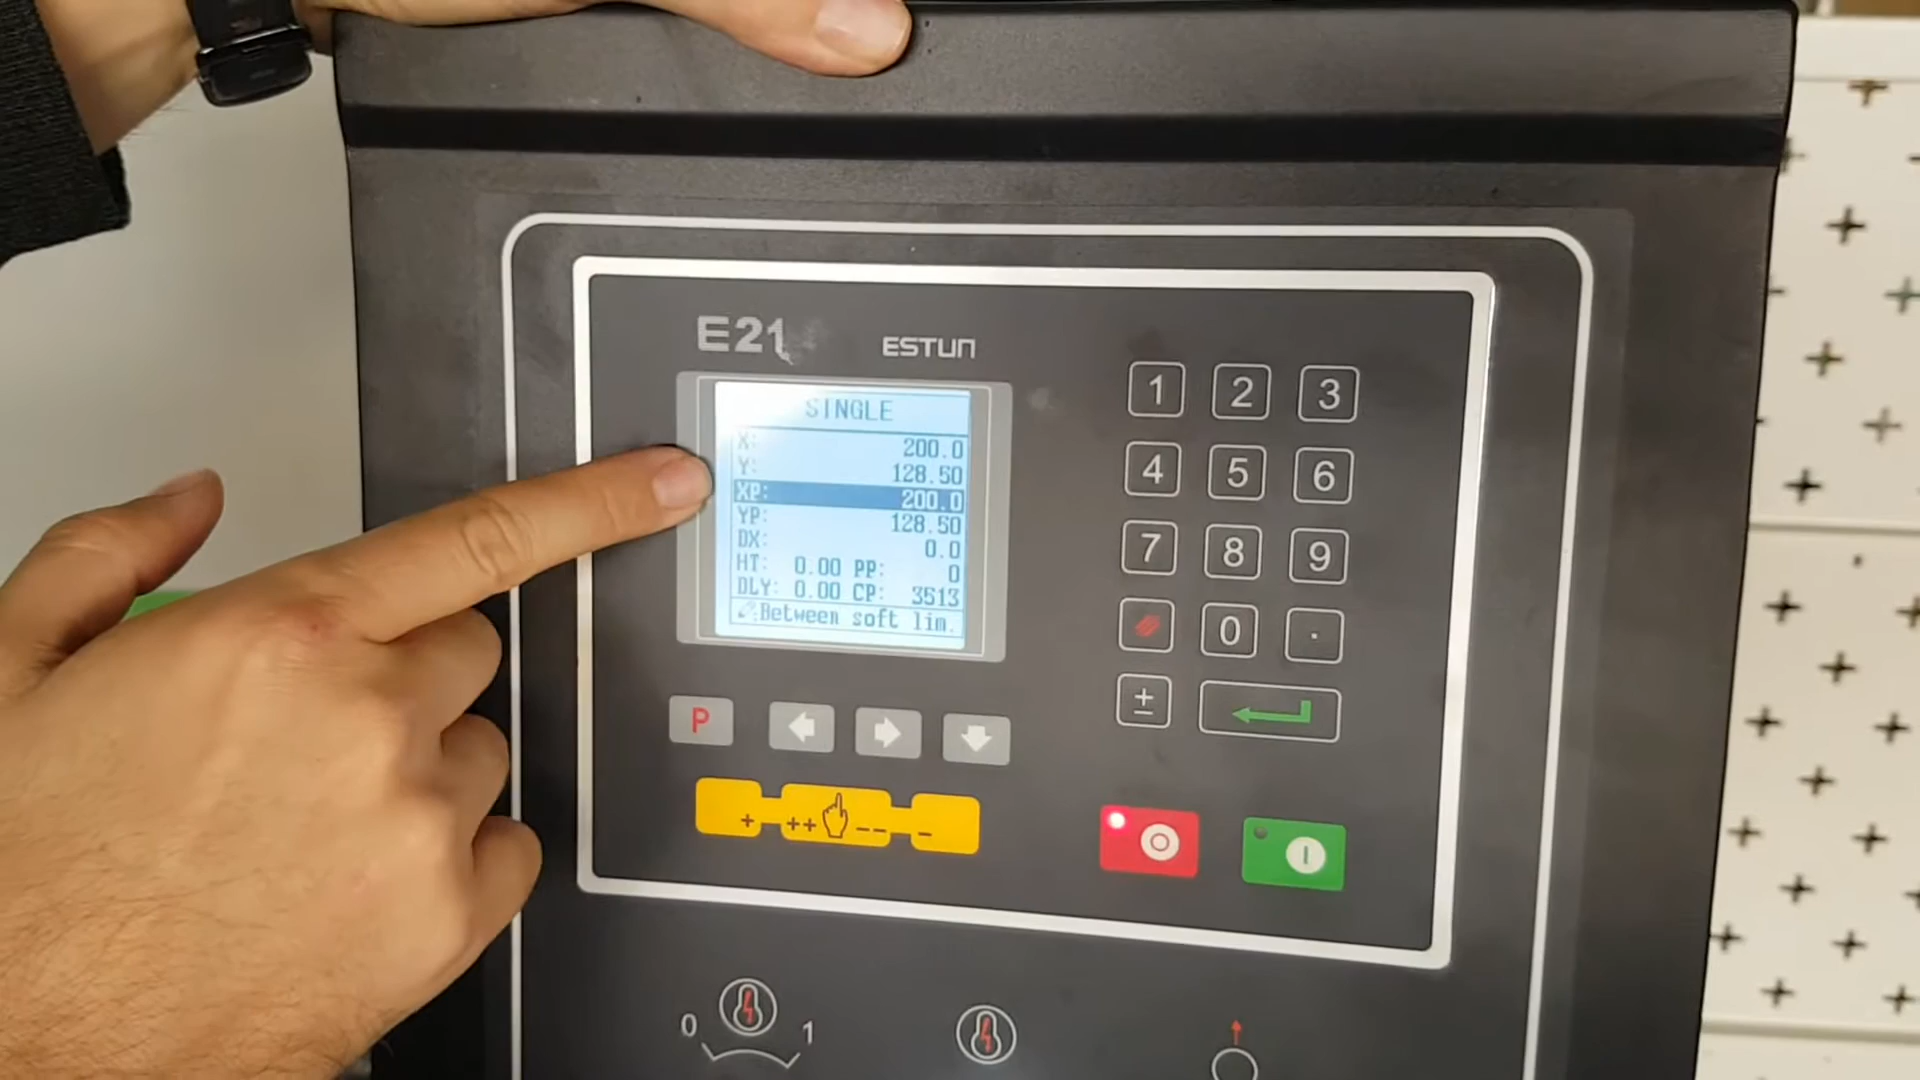 E21 ESTUN
SINGLE
X: 200.0
Y: 128.50
XP: 200.0
YP: 128.50
DX: 0.0
HT: 0.00 PP: 0
DLY: 0.00 CP: 3513
Between soft lim.
1 2 3
4 5 6
7 8 9
0 .
±
P
+ ++ -- -
0 1